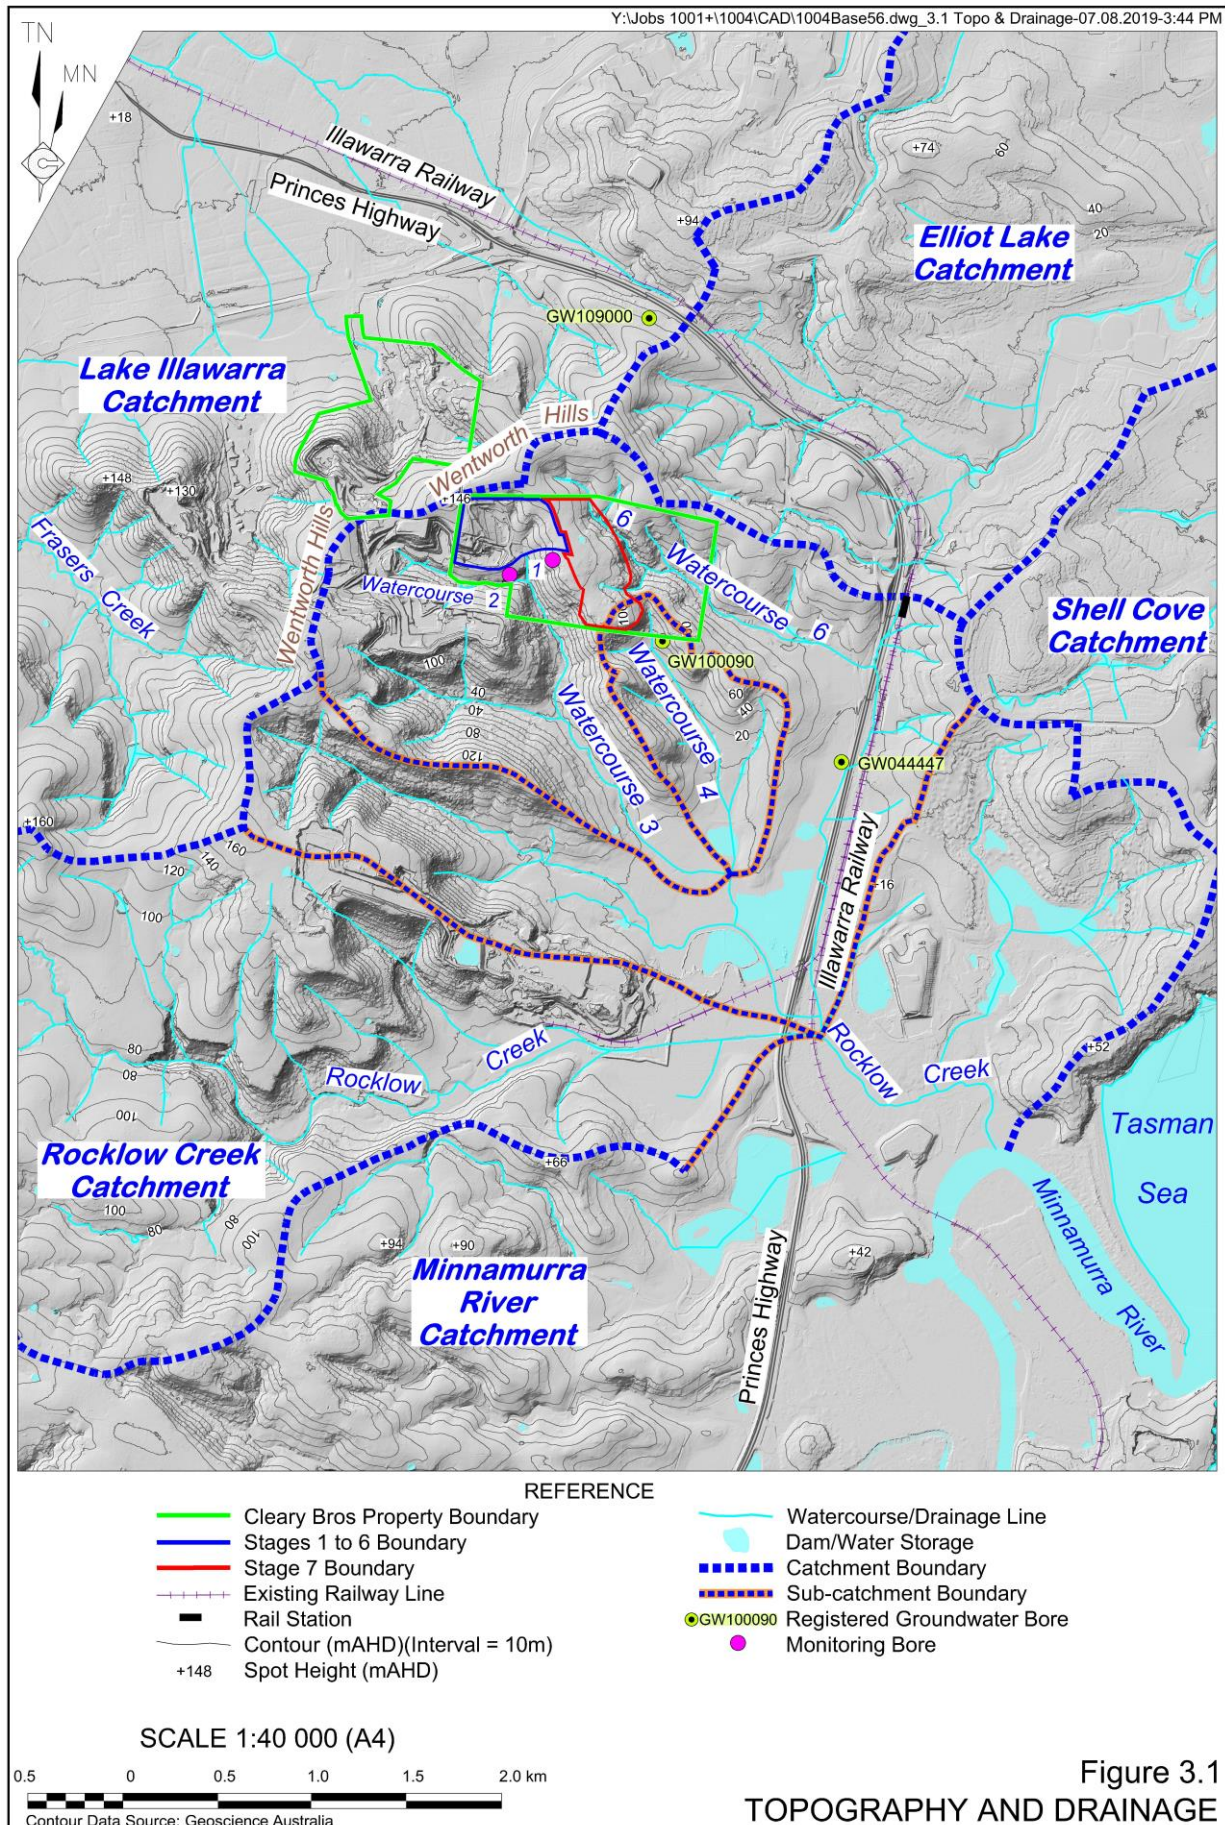 Y:\Jobs 1001+\1004\CAD\1004Base56.dwg_3.1 Topo & Drainage-07.08.2019-3:44 PM
TN
MN
+18
Illawarra Railway
Princes Highway
+74
60
+94
40
20
Elliot Lake
Catchment
GW109000
Lake Illawarra
Catchment
Wentworth Hills
+148
+130
+146
6
Frasers
Creek
Wentworth Hills
Watercourse 2
1
Watercourse 6
Shell Cove
Catchment
GW100090
100
40
40
80
120
Watercourse 3
Watercourse 4
60
40
20
GW044447
+160
160
140
120
100
Illawarra Railway
+16
Rocklow
Creek
Rocklow
Creek
+52
80
80
100
Tasman
Sea
Rocklow Creek
Catchment
100
80
80
100
+66
+94
+90
Minnamurra
River
Catchment
+42
Princes Highway
Minnamurra River
REFERENCE
Cleary Bros Property Boundary
Stages 1 to 6 Boundary
Stage 7 Boundary
Existing Railway Line
Rail Station
Contour (mAHD)(Interval = 10m)
+148 Spot Height (mAHD)
Watercourse/Drainage Line
Dam/Water Storage
Catchment Boundary
Sub-catchment Boundary
GW100090 Registered Groundwater Bore
Monitoring Bore
SCALE 1:40 000 (A4)
0.5 0 0.5 1.0 1.5 2.0 km
Contour Data Source: Geoscience Australia
Figure 3.1
TOPOGRAPHY AND DRAINAGE